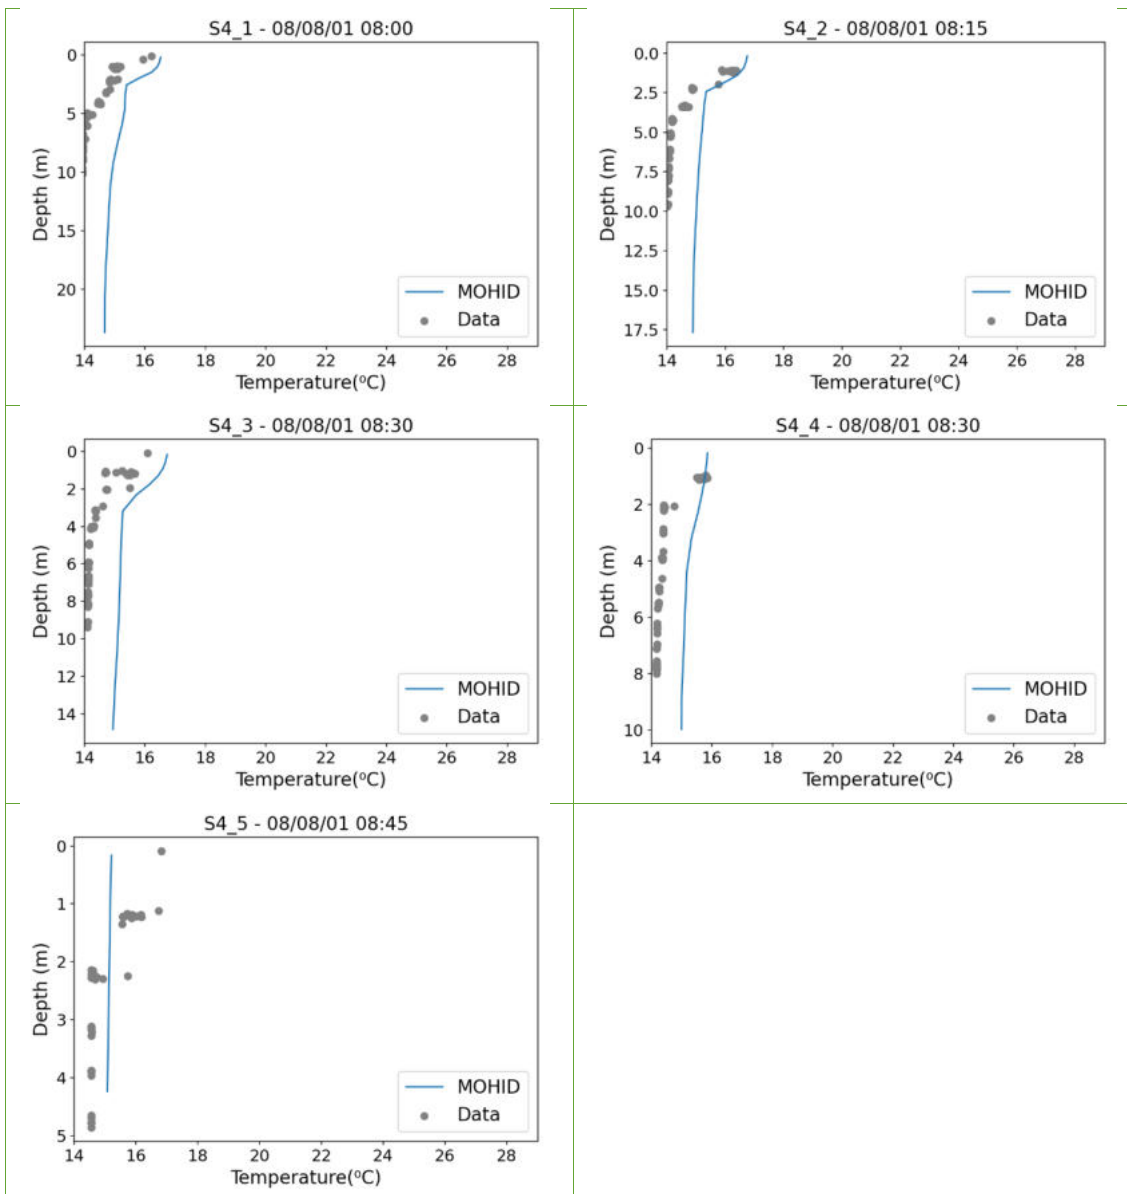 S4_1 - 08/08/01 08:00
0
5
10
15
20
Depth (m)
MOHID
Data
14 16 18 20 22 24 26 28
Temperature(⁰C)
S4_2 - 08/08/01 08:15
0.0
2.5
5.0
7.5
10.0
12.5
15.0
17.5
Depth (m)
MOHID
Data
14 16 18 20 22 24 26 28
Temperature(⁰C)
S4_3 - 08/08/01 08:30
0
2
4
6
8
10
12
14
Depth (m)
MOHID
Data
14 16 18 20 22 24 26 28
Temperature(⁰C)
S4_4 - 08/08/01 08:30
0
2
4
6
8
10
Depth (m)
MOHID
Data
14 16 18 20 22 24 26 28
Temperature(⁰C)
S4_5 - 08/08/01 08:45
0
1
2
3
4
5
Depth (m)
MOHID
Data
14 16 18 20 22 24 26 28
Temperature(⁰C)